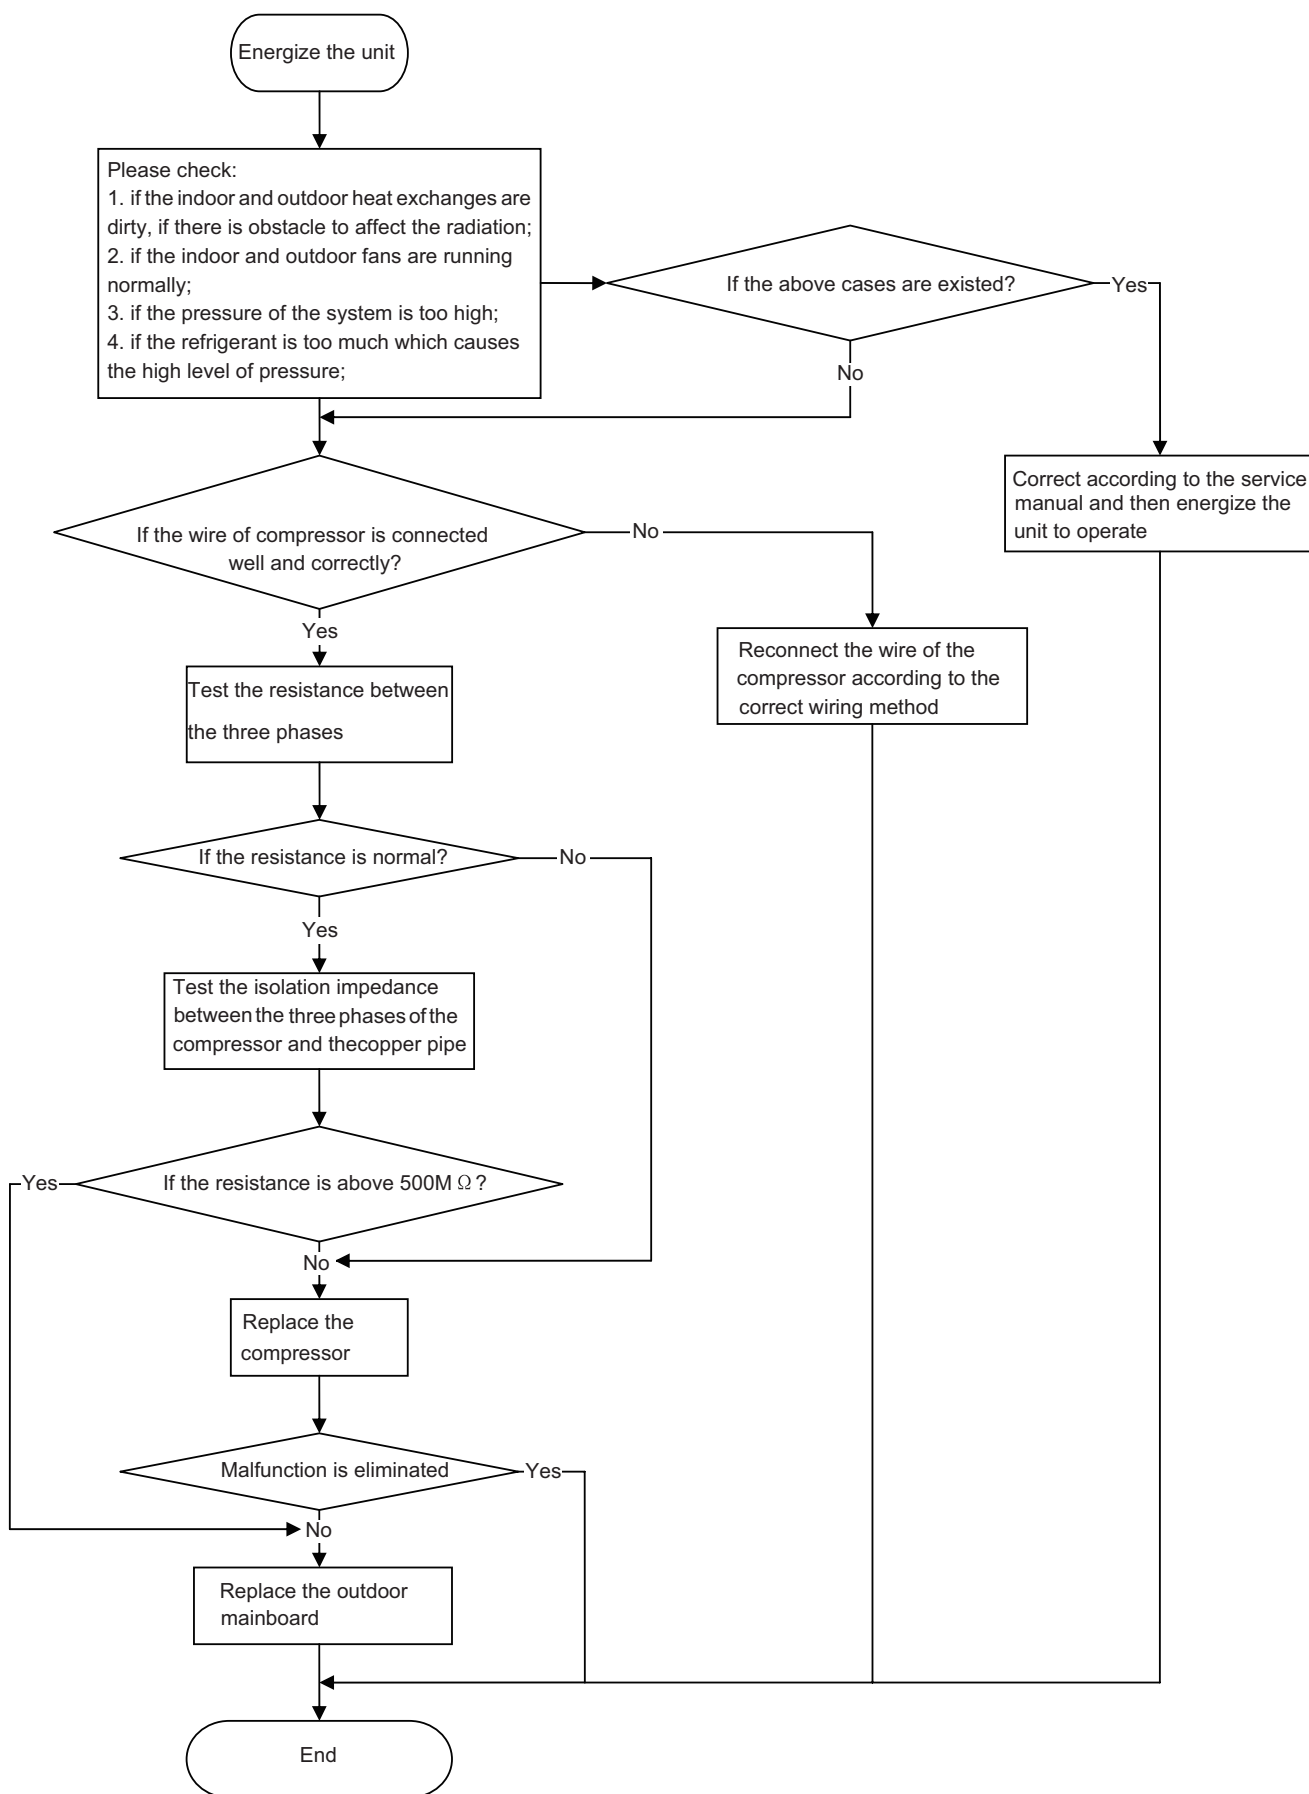 Energize the unit
Please check:
1. if the indoor and outdoor heat exchanges are
dirty, if there is obstacle to affect the radiation;
2. if the indoor and outdoor fans are running
normally;
3. if the pressure of the system is too high;
4. if the refrigerant is too much which causes
the high level of pressure;
If the above cases are existed?
Yes
No
Correct according to the service
manual and then energize the
unit to operate
If the wire of compressor is connected
well and correctly?
No
Yes
Reconnect the wire of the
compressor according to the
correct wiring method
Test the resistance between
the three phases
If the resistance is normal?
No
Yes
Test the isolation impedance
between the three phases of the
compressor and thecopper pipe
Yes
If the resistance is above 500M Ω ?
No
Replace the
compressor
Malfunction is eliminated
Yes
No
Replace the outdoor
mainboard
End